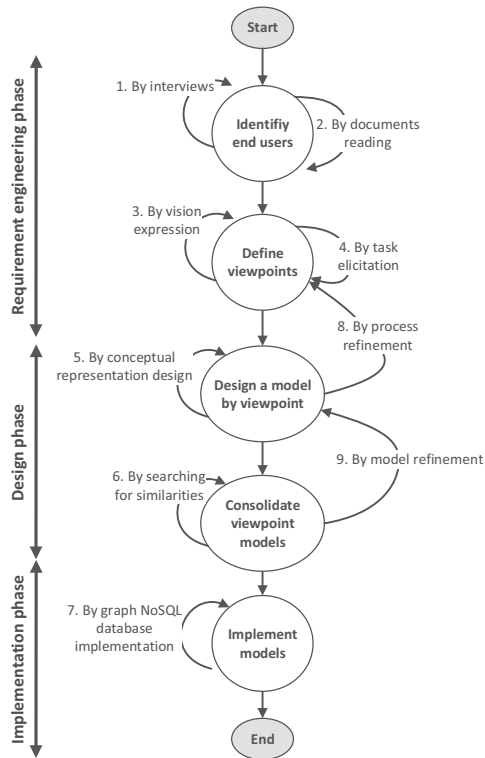 Start
Requirement engineering phase
1. By interviews
Identifiy
end users
2. By documents
reading
3. By vision
expression
Define
viewpoints
4. By task
elicitation
8. By process
refinement
Design phase
5. By conceptual
representation design
Design a model
by viewpoint
9. By model refinement
6. By searching
for similarities
Consolidate
viewpoint
models
Implementation phase
7. By graph NoSQL
database
implementation
Implement
models
End